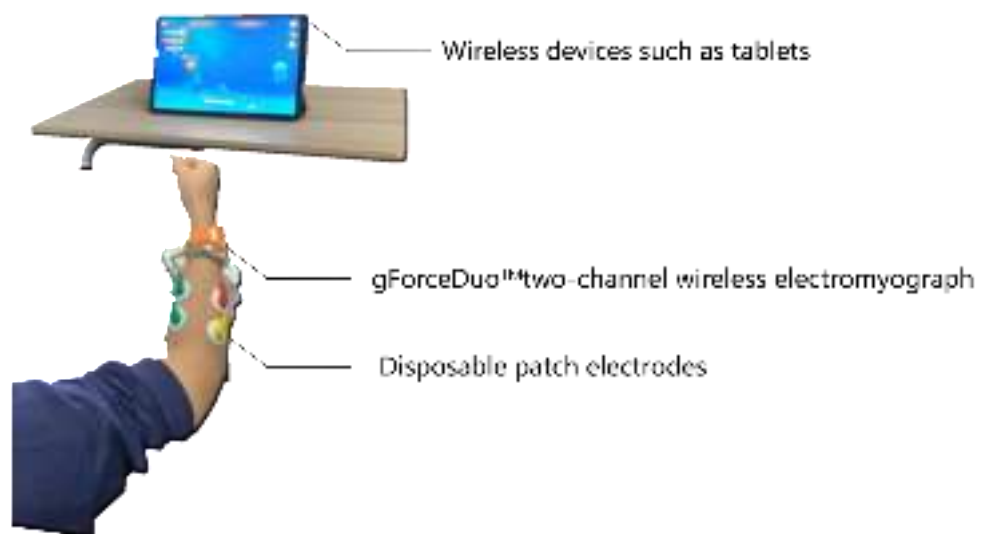 Wireless devices such as tablets
gForceDuo™two-channel wireless electromyograph
Disposable patch electrodes